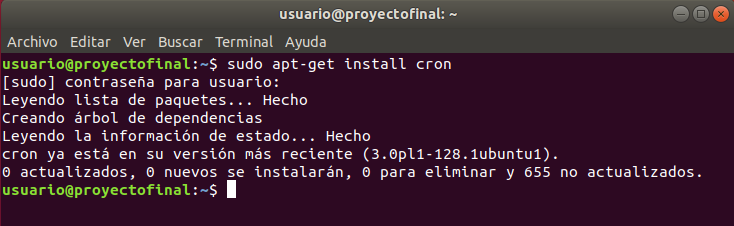 usuario@proyectofinal: ~
Archivo Editar Ver Buscar Terminal Ayuda
usuario@proyectofinal:~$ sudo apt-get install cron
[sudo] contraseña para usuario:
Leyendo lista de paquetes... Hecho
Creando árbol de dependencias
Leyendo la información de estado... Hecho
cron ya está en su versión más reciente (3.0pl1-128.1ubuntu1).
0 actualizados, 0 nuevos se instalarán, 0 para eliminar y 655 no actualizados.
usuario@proyectofinal:~$